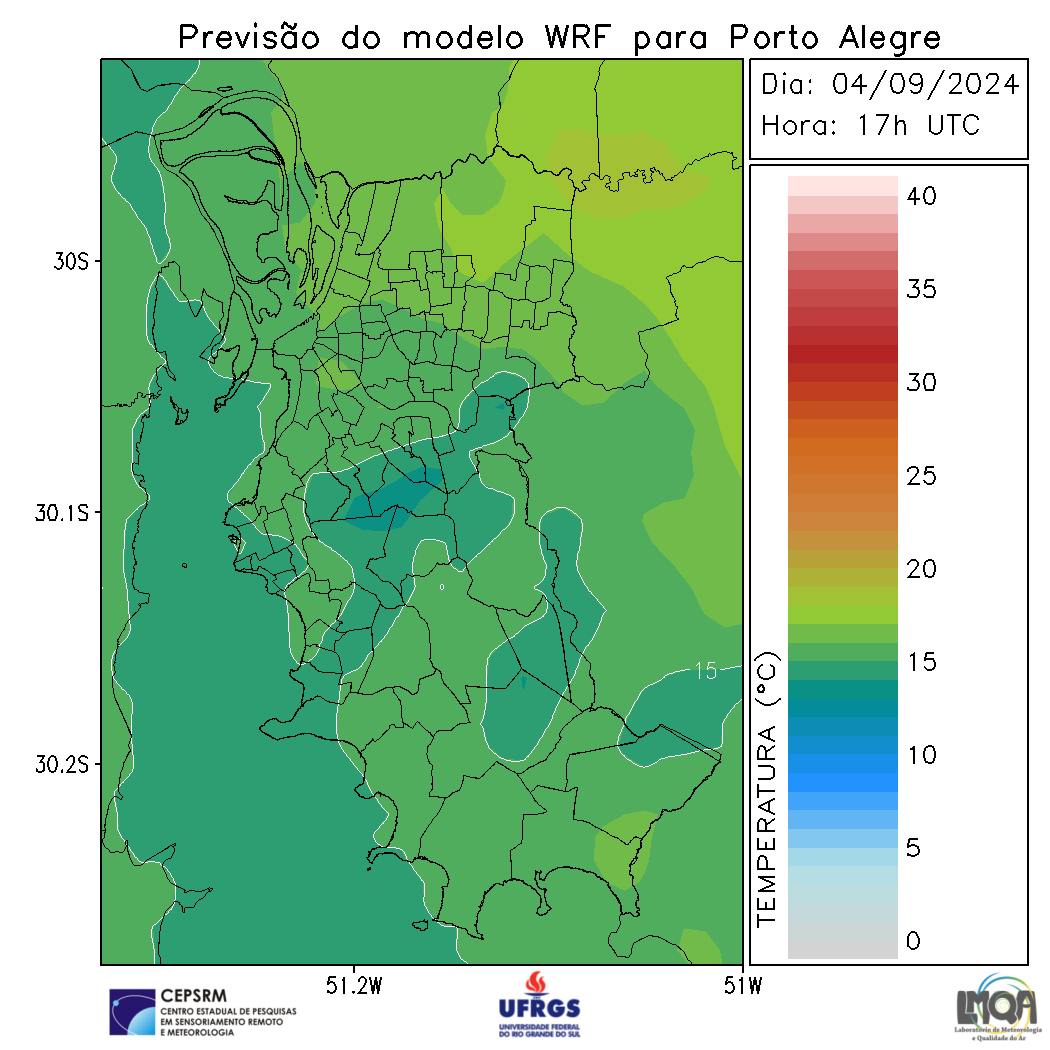 Previsão do modelo WRF para Porto Alegre
Dia: 04/09/2024
Hora: 17h UTC
40
35
30
25
20
15
10
5
0
TEMPERATURA (°C)
30S
30.1S
30.2S
15
51.2W
51W
CEPSRM
CENTRO ESTADUAL DE PESQUISAS
EM SENSORIAMENTO REMOTO
E METEOROLOGIA
UFRGS
UNIVERSIDADE FEDERAL
DO RIO GRANDE DO SUL
LMQA
Laboratório de Meteorologia
e Qualidade do Ar